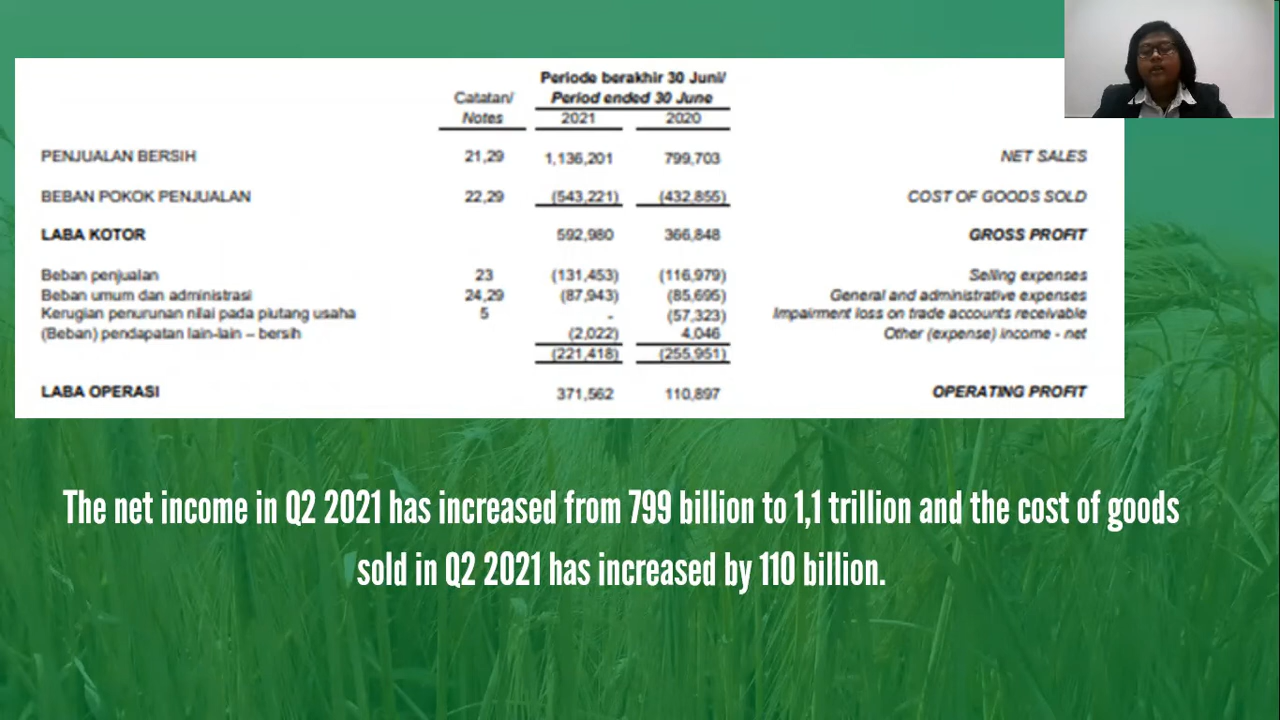 Periode berakhir 30 Juni/
Catatan/ Period ended 30 June
Notes 2021 2020
PENJUALAN BERSIH 21,29 1,136,201 799,703 NET SALES
BEBAN POKOK PENJUALAN 22,29 (543,221) (432,855) COST OF GOODS SOLD
LABA KOTOR 592,980 366,848 GROSS PROFIT
Beban penjualan 23 (131,453) (116,979) Selling expenses
Beban umum dan administrasi 24,29 (87,943) (85,695) General and administrative expenses
Kerugian penurunan nilai pada piutang usaha 5 - (57,323) Impairment loss on trade accounts receivable
(Beban) pendapatan lain-lain – bersih (2,022) 4,046 Other (expense) income - net
(221,418) (255,951)
LABA OPERASI 371,562 110,897 OPERATING PROFIT
The net income in Q2 2021 has increased from 799 billion to 1,1 trillion and the cost of goods
sold in Q2 2021 has increased by 110 billion.